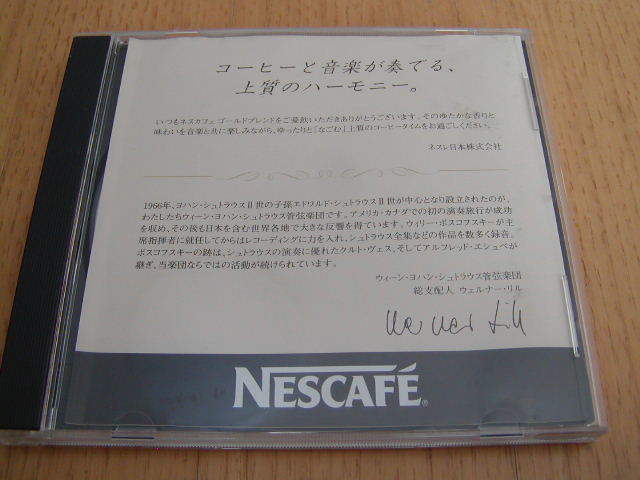 コーヒーと音楽が奏でる、
上質のハーモニー。
いつもネスカフェ ゴールドブレンドをご愛飲いただきありがとうございます。そのゆたかな香りと
味わいを音楽と共に楽しみながら、ゆったりと「なごむ」上質のコーヒータイムをお過ごしください。
ネスレ日本株式会社
1966年、ヨハン・シュトラウスⅡ世の子孫エドワルド・シュトラウスⅡ世が中心となり設立されたのが、
わたしたちウィーン・ヨハン・シュトラウス管弦楽団です。アメリカ・カナダでの初の演奏旅行が成功
を収め、その後も日本を含む世界各地で大きな反響を得ています。ウィリー・ボスコフスキーが主
席指揮者に就任してからはレコーディングに力を入れ、シュトラウス全集などの作品を数多く録音。
ボスコフスキーの跡は、シュトラウスの演奏に優れたクルト・ヴェス、そしてアルフレッド・エシュべが
継ぎ、当楽団ならではの活動が続けられています。
ウィーン・ヨハン・シュトラウス管弦楽団
総支配人 ウェルナー・リル
Werner Lill
NESCAFÉ®